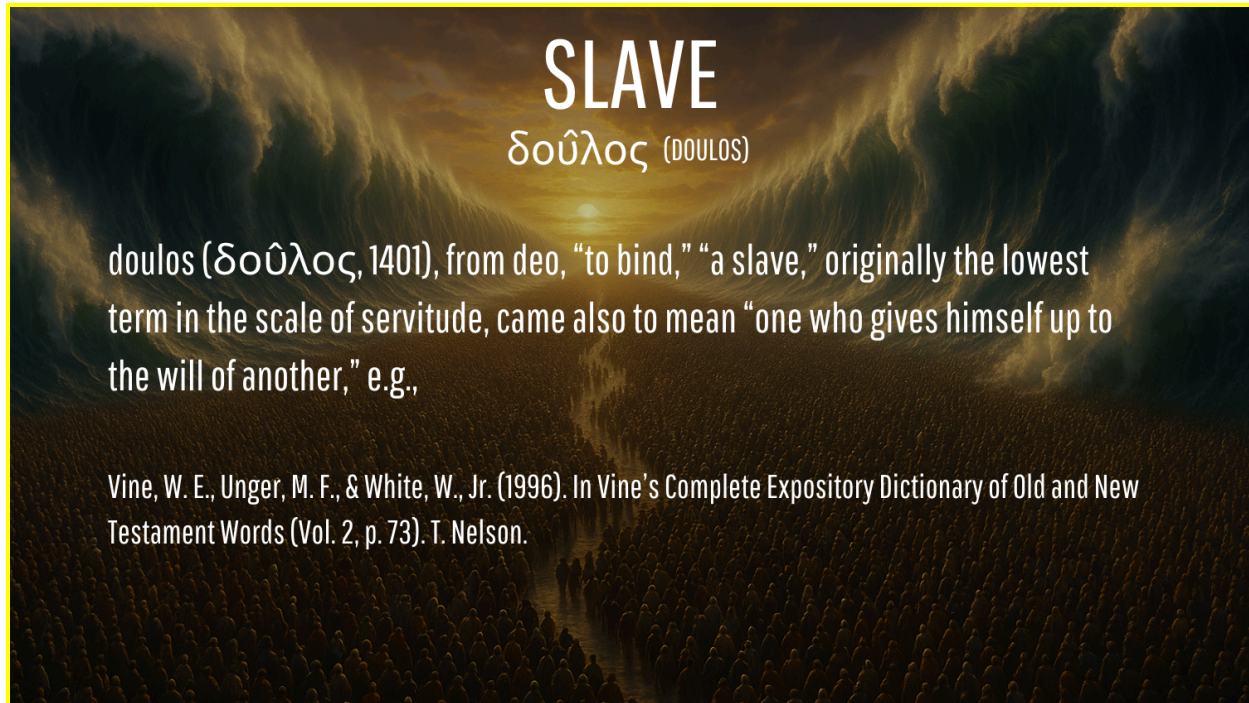 SLAVE
δοῦλος (DOULOS)
doulos (δοῦλος, 1401), from deo, “to bind,” “a slave,” originally the lowest
term in the scale of servitude, came also to mean “one who gives himself up to
the will of another,” e.g.,
Vine, W. E., Unger, M. F., & White, W., Jr. (1996). In Vine’s Complete Expository Dictionary of Old and New
Testament Words (Vol. 2, p. 73). T. Nelson.